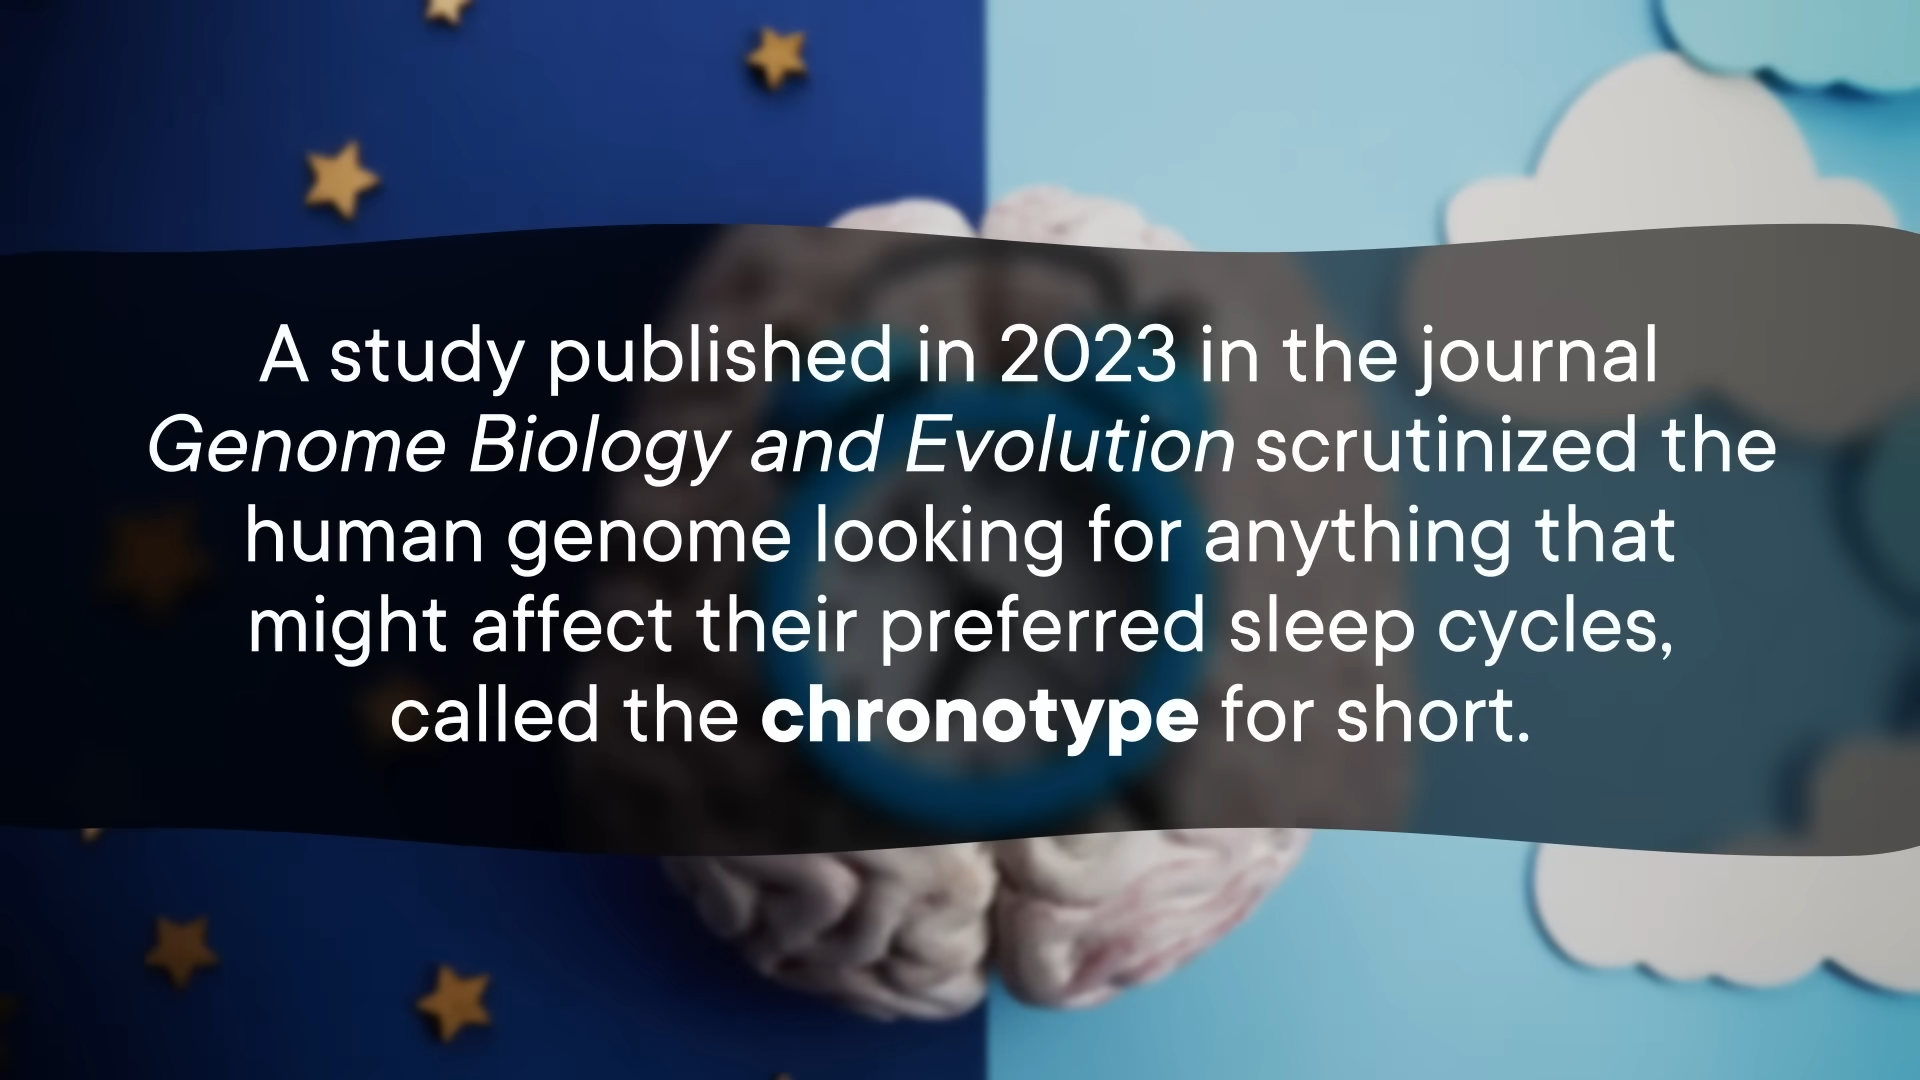 A study published in 2023 in the journal
Genome Biology and Evolution scrutinized the
human genome looking for anything that
might affect their preferred sleep cycles,
called the chronotype for short.